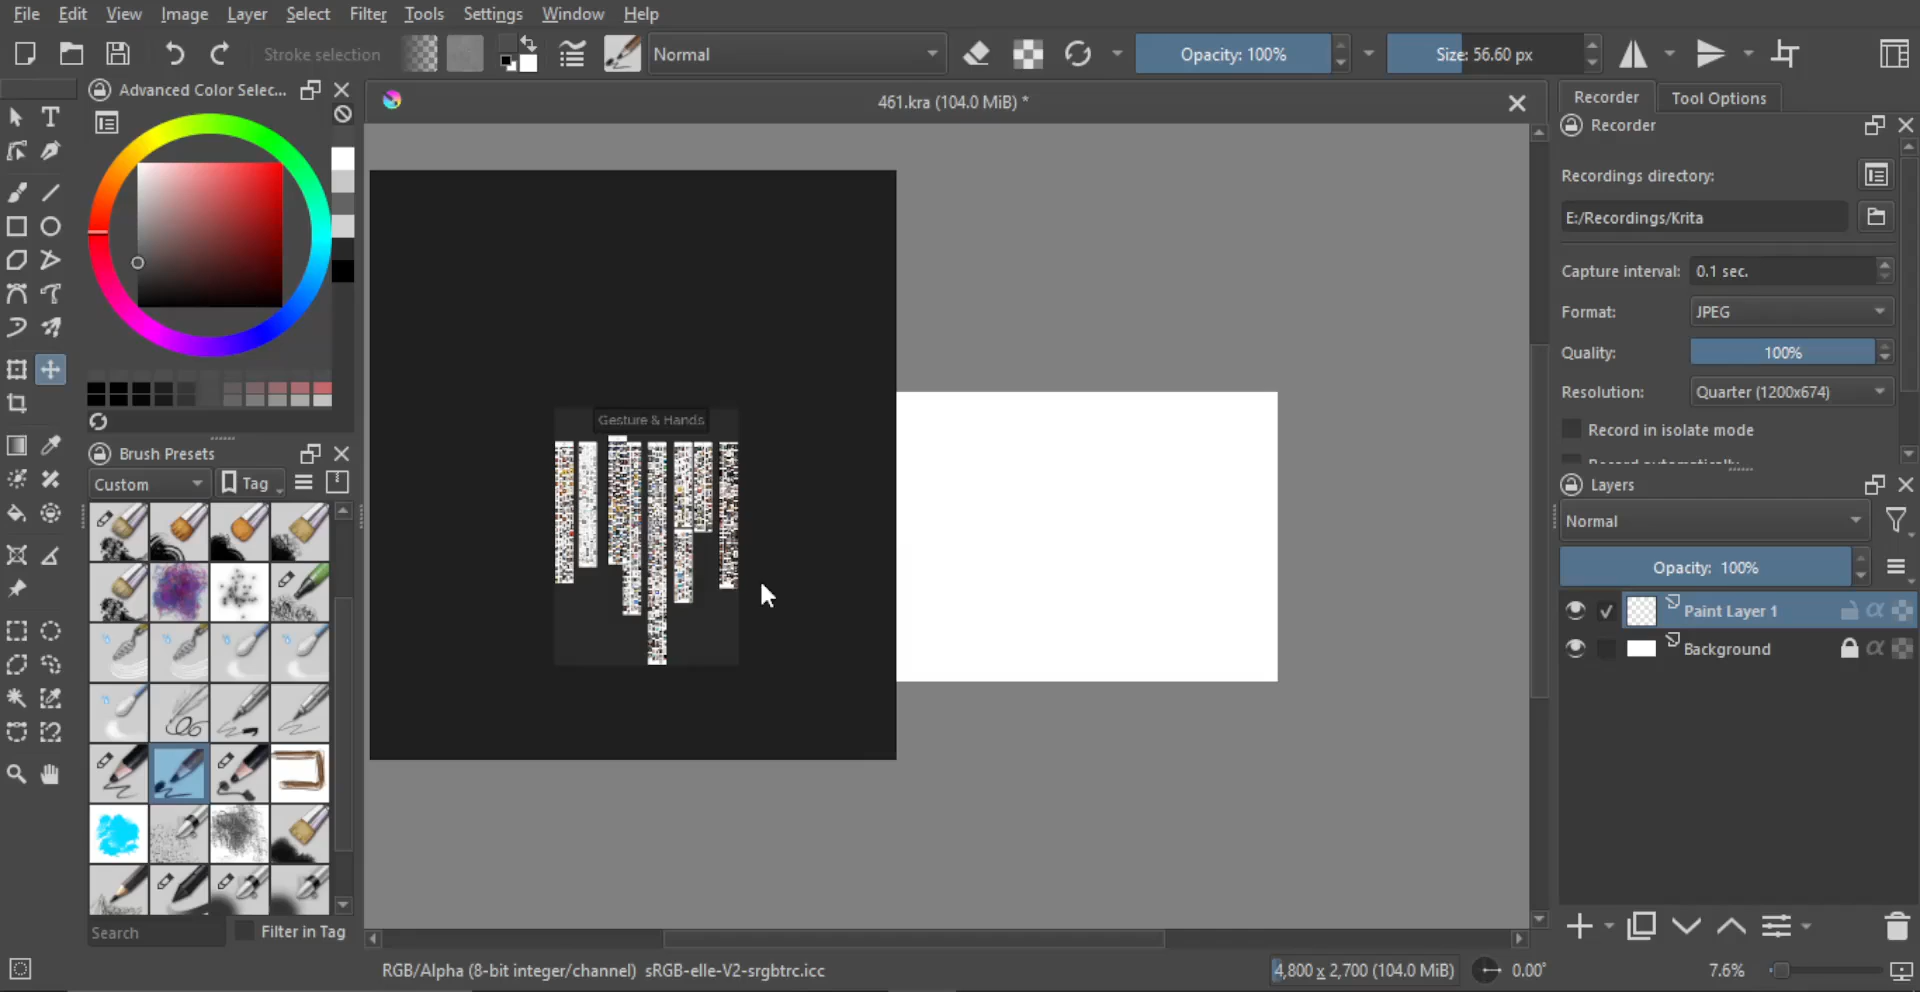 File Edit View Image Layer Select Filter Tools Settings Window Help
Stroke selection
Normal
Opacity: 100%
Size: 56.60 px
Advanced Color Selec...
461.kra (104.0 MiB) *
Recorder
Tool Options
Recorder
Recordings directory:
E:/Recordings/Krita
Capture interval: 0.1 sec.
Format: JPEG
Quality: 100%
Resolution: Quarter (1200x674)
Record in isolate mode
Gesture & Hands
Brush Presets
Custom
Tag
Layers
Normal
Opacity: 100%
Paint Layer 1
Background
Search
Filter in Tag
RGB/Alpha (8-bit integer/channel) sRGB-elle-V2-srgbtrc.icc
4,800 x 2,700 (104.0 MiB)
0.00°
7.6%